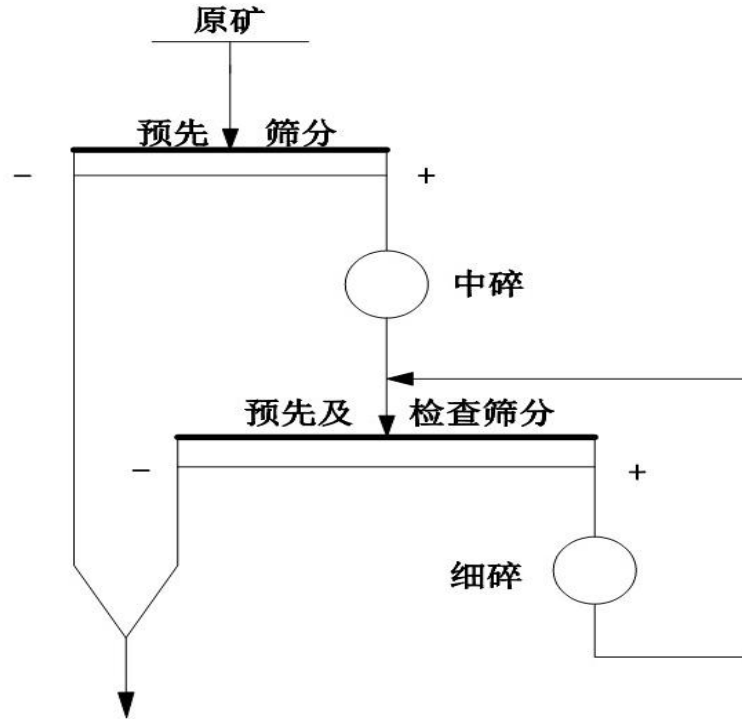 原矿
预先 筛分
- +
中碎
预先及 检查筛分
- +
细碎